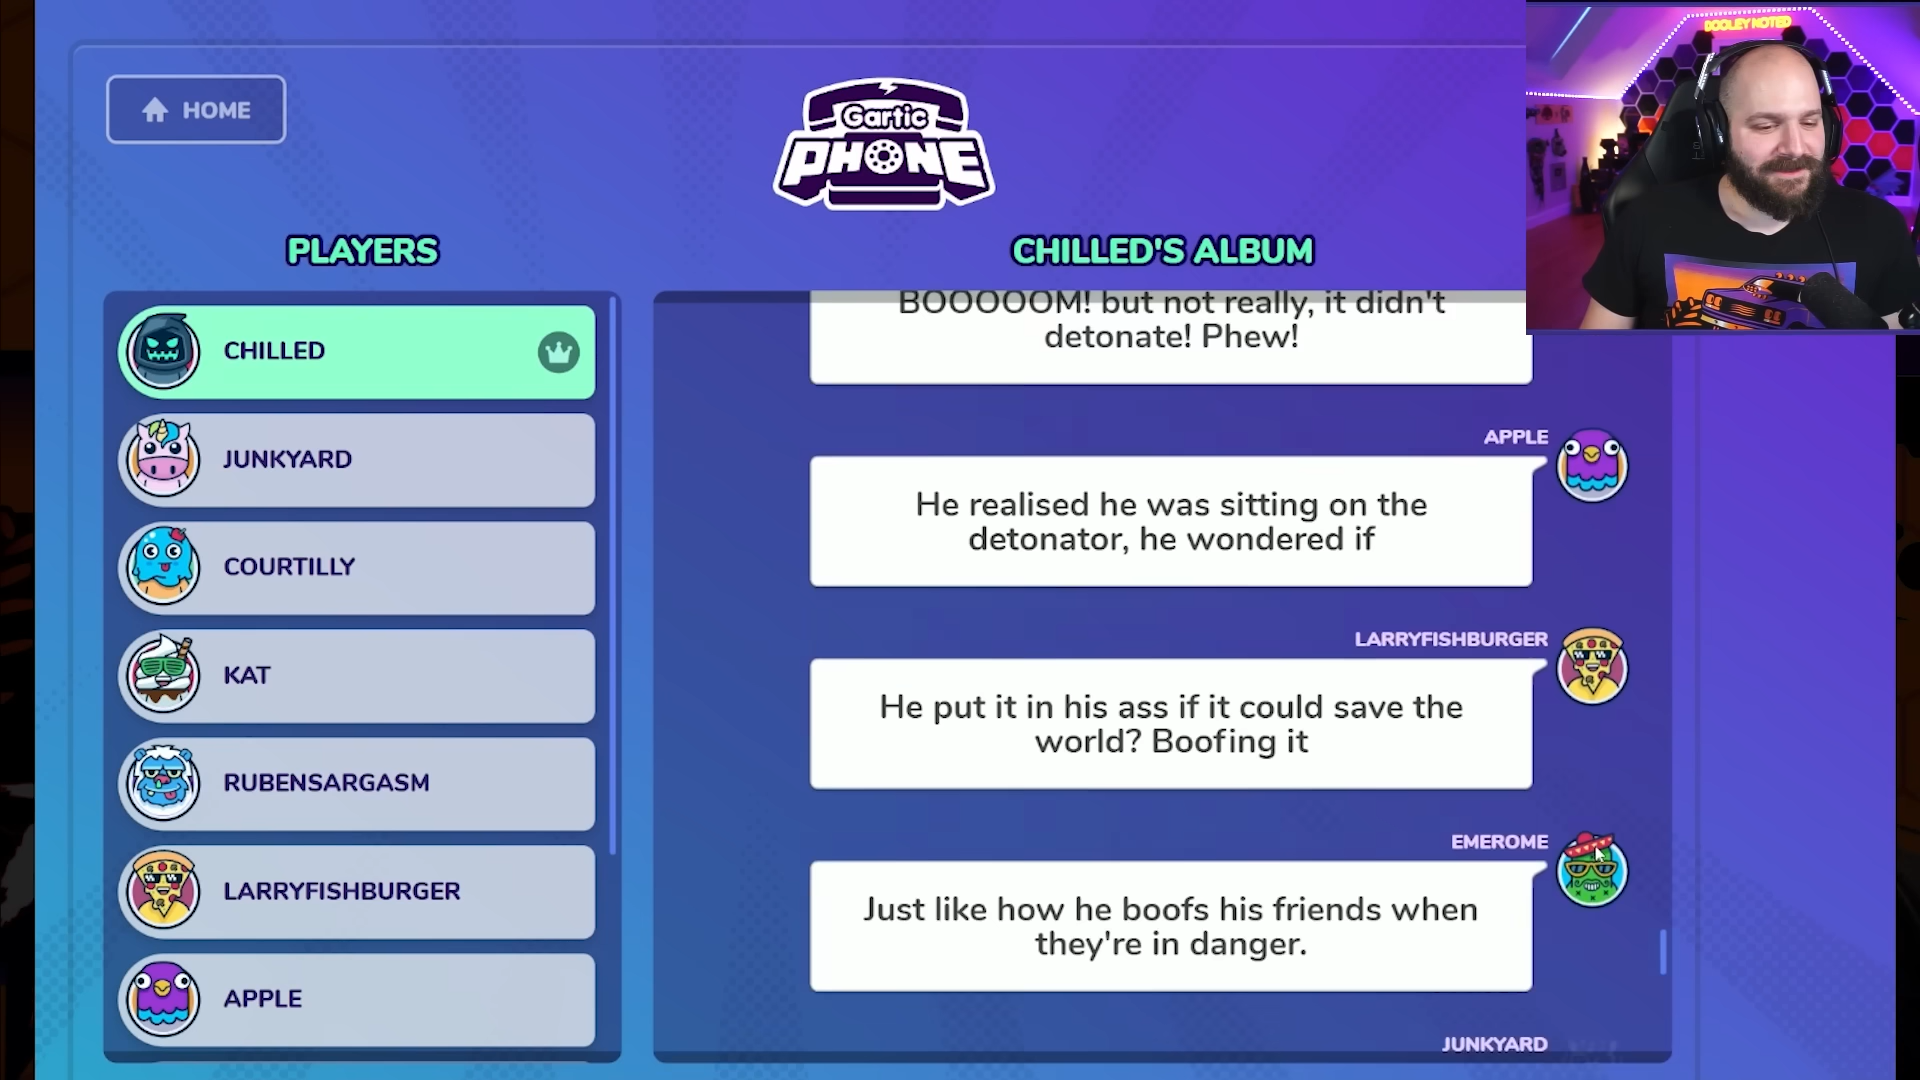 DOOLEY NOTED
HOME
Gartic
PHONE
PLAYERS
CHILLED'S ALBUM
CHILLED
JUNKYARD
COURTILLY
KAT
RUBENSARGASM
LARRYFISHBURGER
APPLE
BOOOOOM! but not really, it didn't
detonate! Phew!
APPLE
He realised he was sitting on the
detonator, he wondered if
LARRYFISHBURGER
He put it in his ass if it could save the
world? Boofing it
EMEROME
Just like how he boofs his friends when
they're in danger.
JUNKYARD